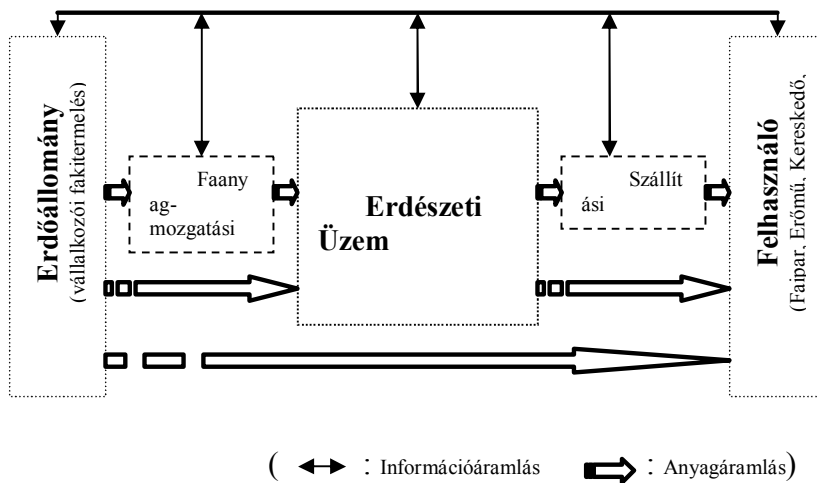 Erdőállomány
(vállalkozói fakitermelés)
Faany
ag-
mozgatási
Erdészeti
Üzem
Szállít
ási
Felhasználó
(Faipar, Erőmű, Kereskedő,
( : Információáramlás : Anyagáramlás)